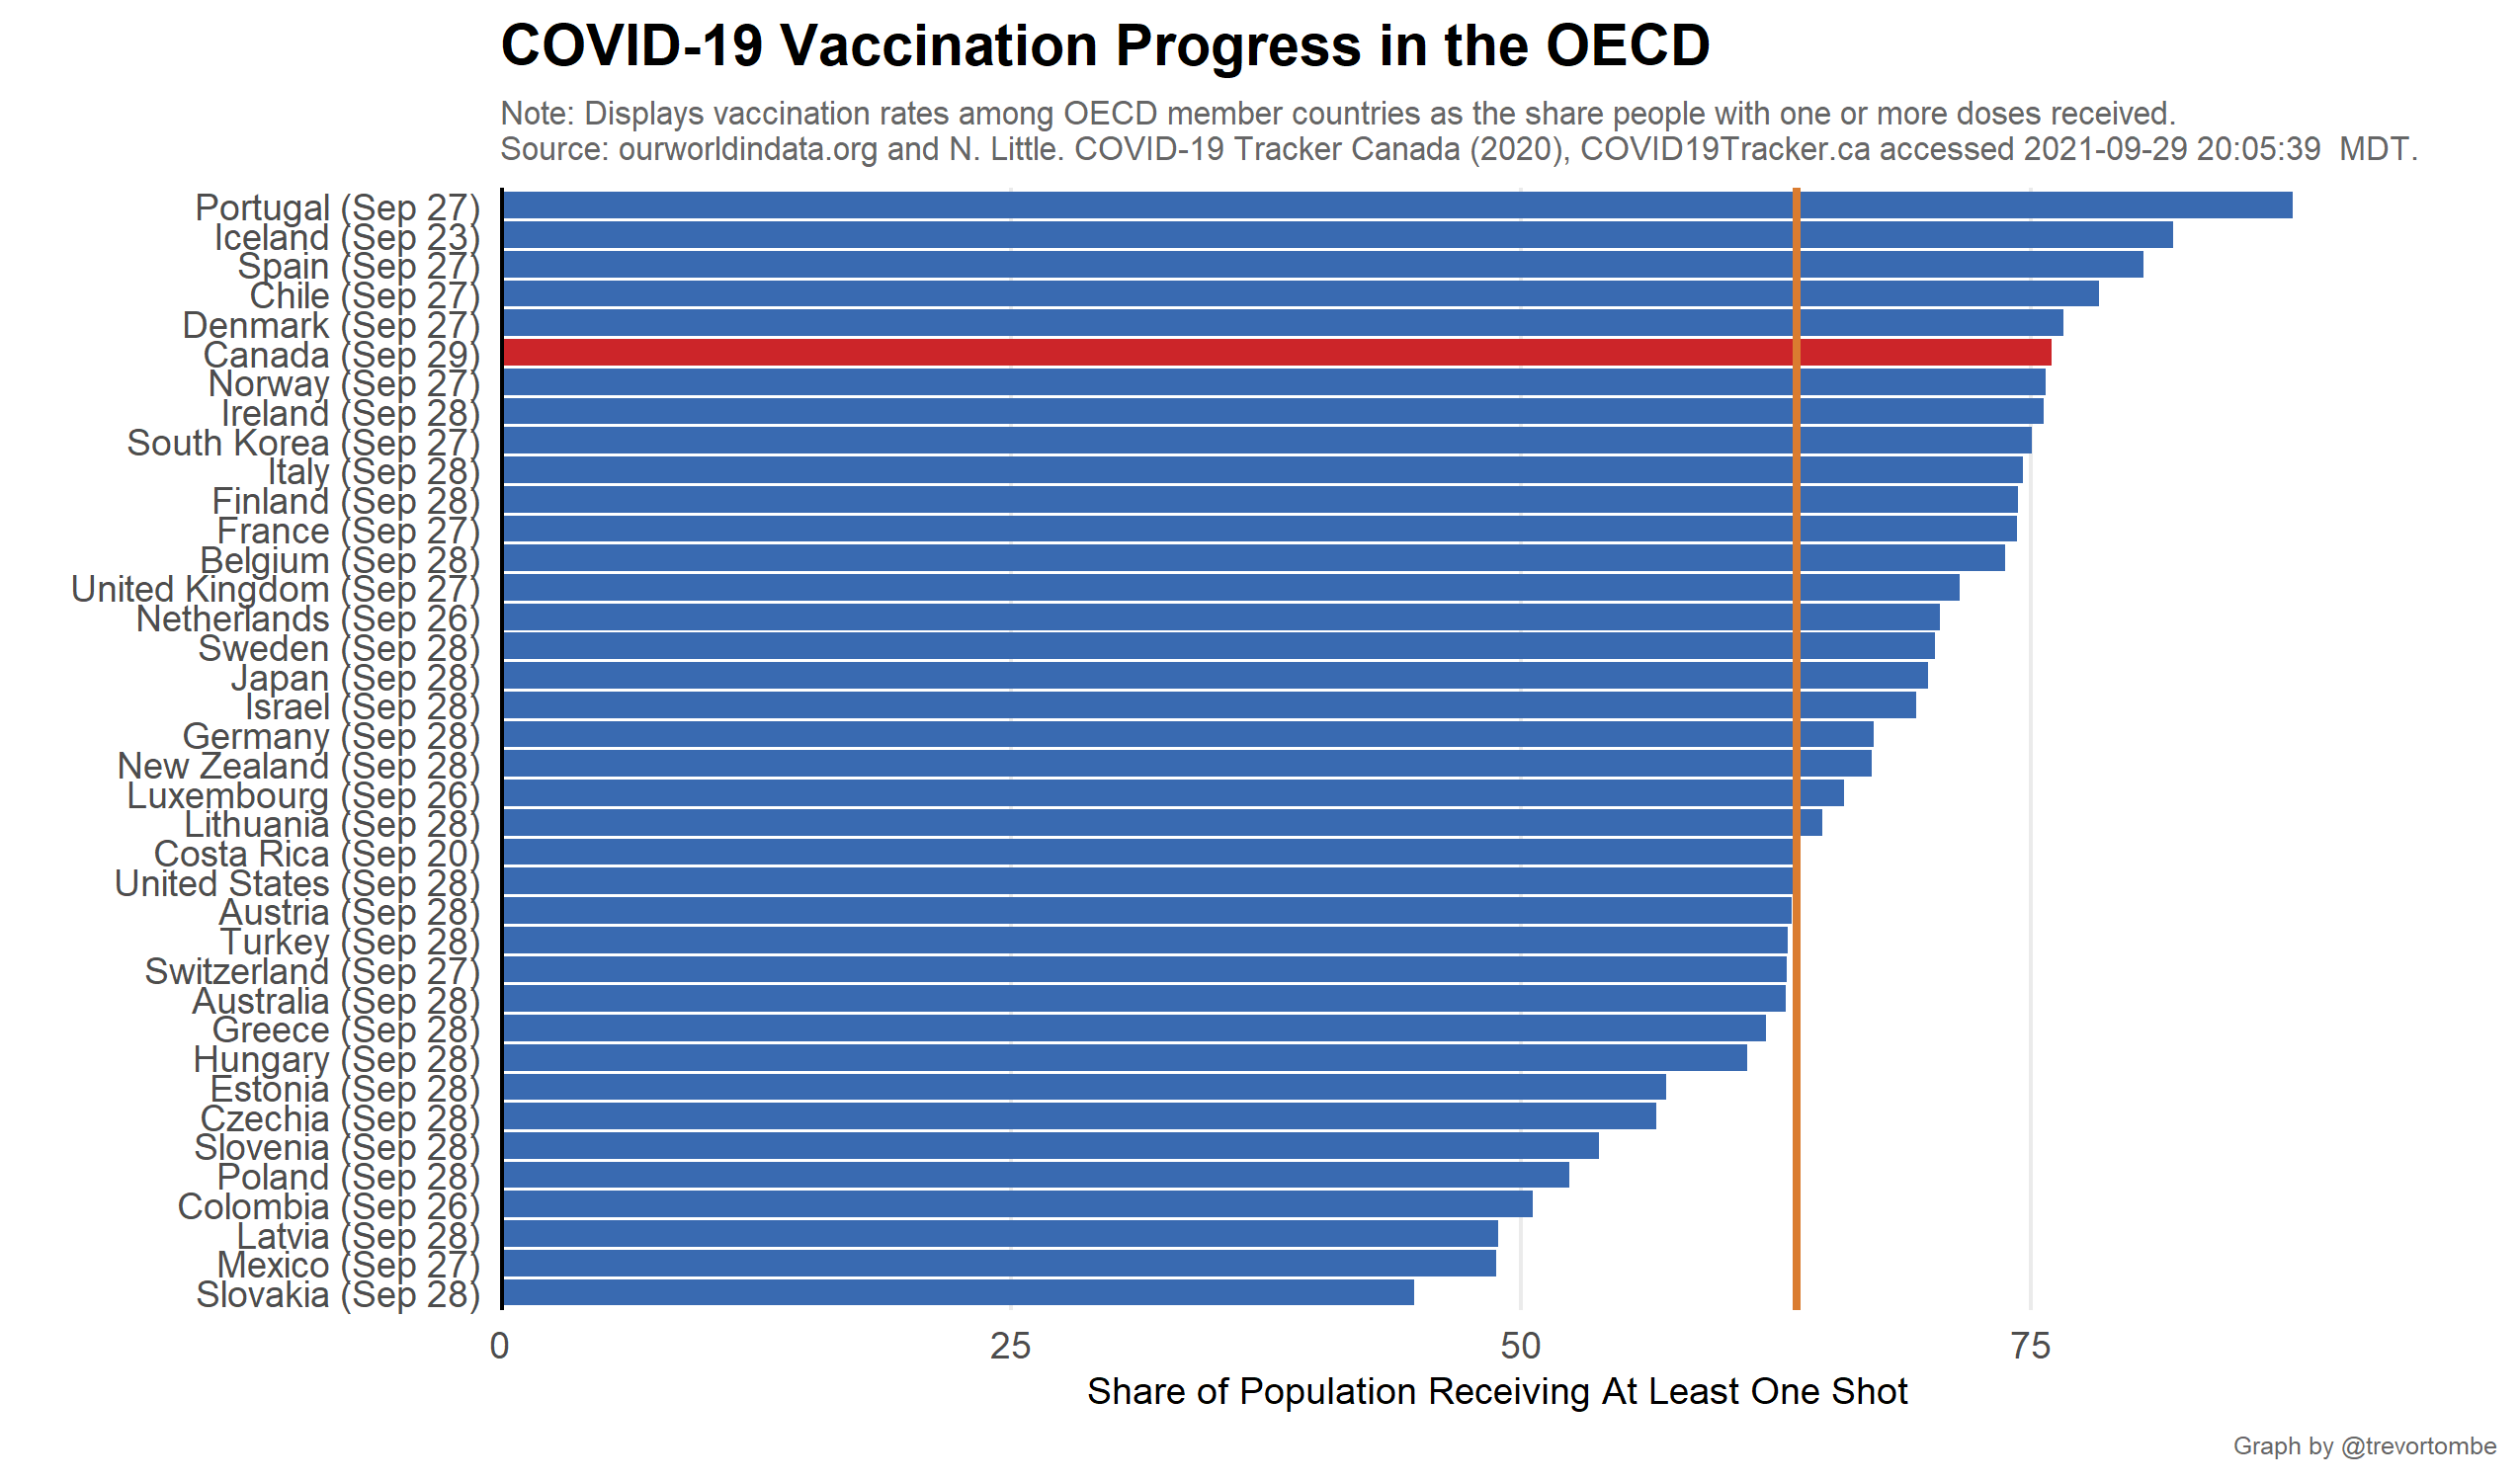 COVID-19 Vaccination Progress in the OECD
Note: Displays vaccination rates among OECD member countries as the share people with one or more doses received.
Source: ourworldindata.org and N. Little. COVID-19 Tracker Canada (2020), COVID19Tracker.ca accessed 2021-09-29 20:05:39  MDT.
Portugal (Sep 27)
Iceland (Sep 23)
Spain (Sep 27)
Chile (Sep 27)
Denmark (Sep 27)
Canada (Sep 29)
Norway (Sep 27)
Ireland (Sep 28)
South Korea (Sep 27)
Italy (Sep 28)
Finland (Sep 28)
France (Sep 27)
Belgium (Sep 28)
United Kingdom (Sep 27)
Netherlands (Sep 26)
Sweden (Sep 28)
Japan (Sep 28)
Israel (Sep 28)
Germany (Sep 28)
New Zealand (Sep 28)
Luxembourg (Sep 26)
Lithuania (Sep 28)
Costa Rica (Sep 20)
United States (Sep 28)
Austria (Sep 28)
Turkey (Sep 28)
Switzerland (Sep 27)
Australia (Sep 28)
Greece (Sep 28)
Hungary (Sep 28)
Estonia (Sep 28)
Czechia (Sep 28)
Slovenia (Sep 28)
Poland (Sep 28)
Colombia (Sep 26)
Latvia (Sep 28)
Mexico (Sep 27)
Slovakia (Sep 28)
0 25 50 75
Share of Population Receiving At Least One Shot
Graph by @trevortombe